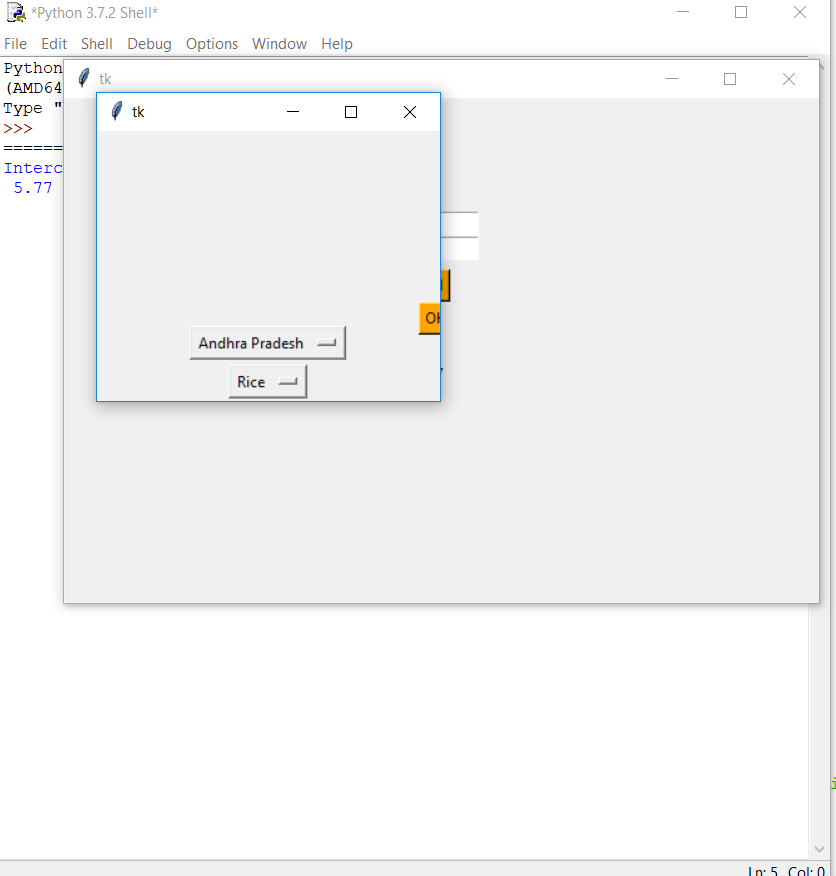 *Python 3.7.2 Shell*
File Edit Shell Debug Options Window Help
Python
(AMD64
Type "
>>>
=======
Interc
5.77
tk
tk
Andhra Pradesh
Rice
Ln: 5 Col: 0